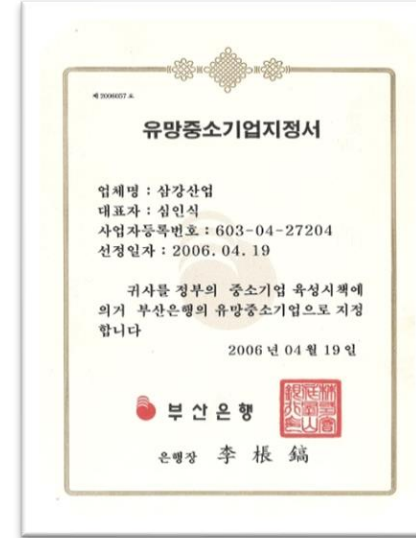 제 2006057 호
유망중소기업지정서
업체명 : 삼강산업
대표자 : 심인식
사업자등록번호 : 603-04-27204
선정일자 : 2006. 04. 19
귀사를 정부의 중소기업 육성시책에
의거 부산은행의 유망중소기업으로 지정
합니다
2006 년 04 월 19 일
부산은행
은행장 李 根 鎬